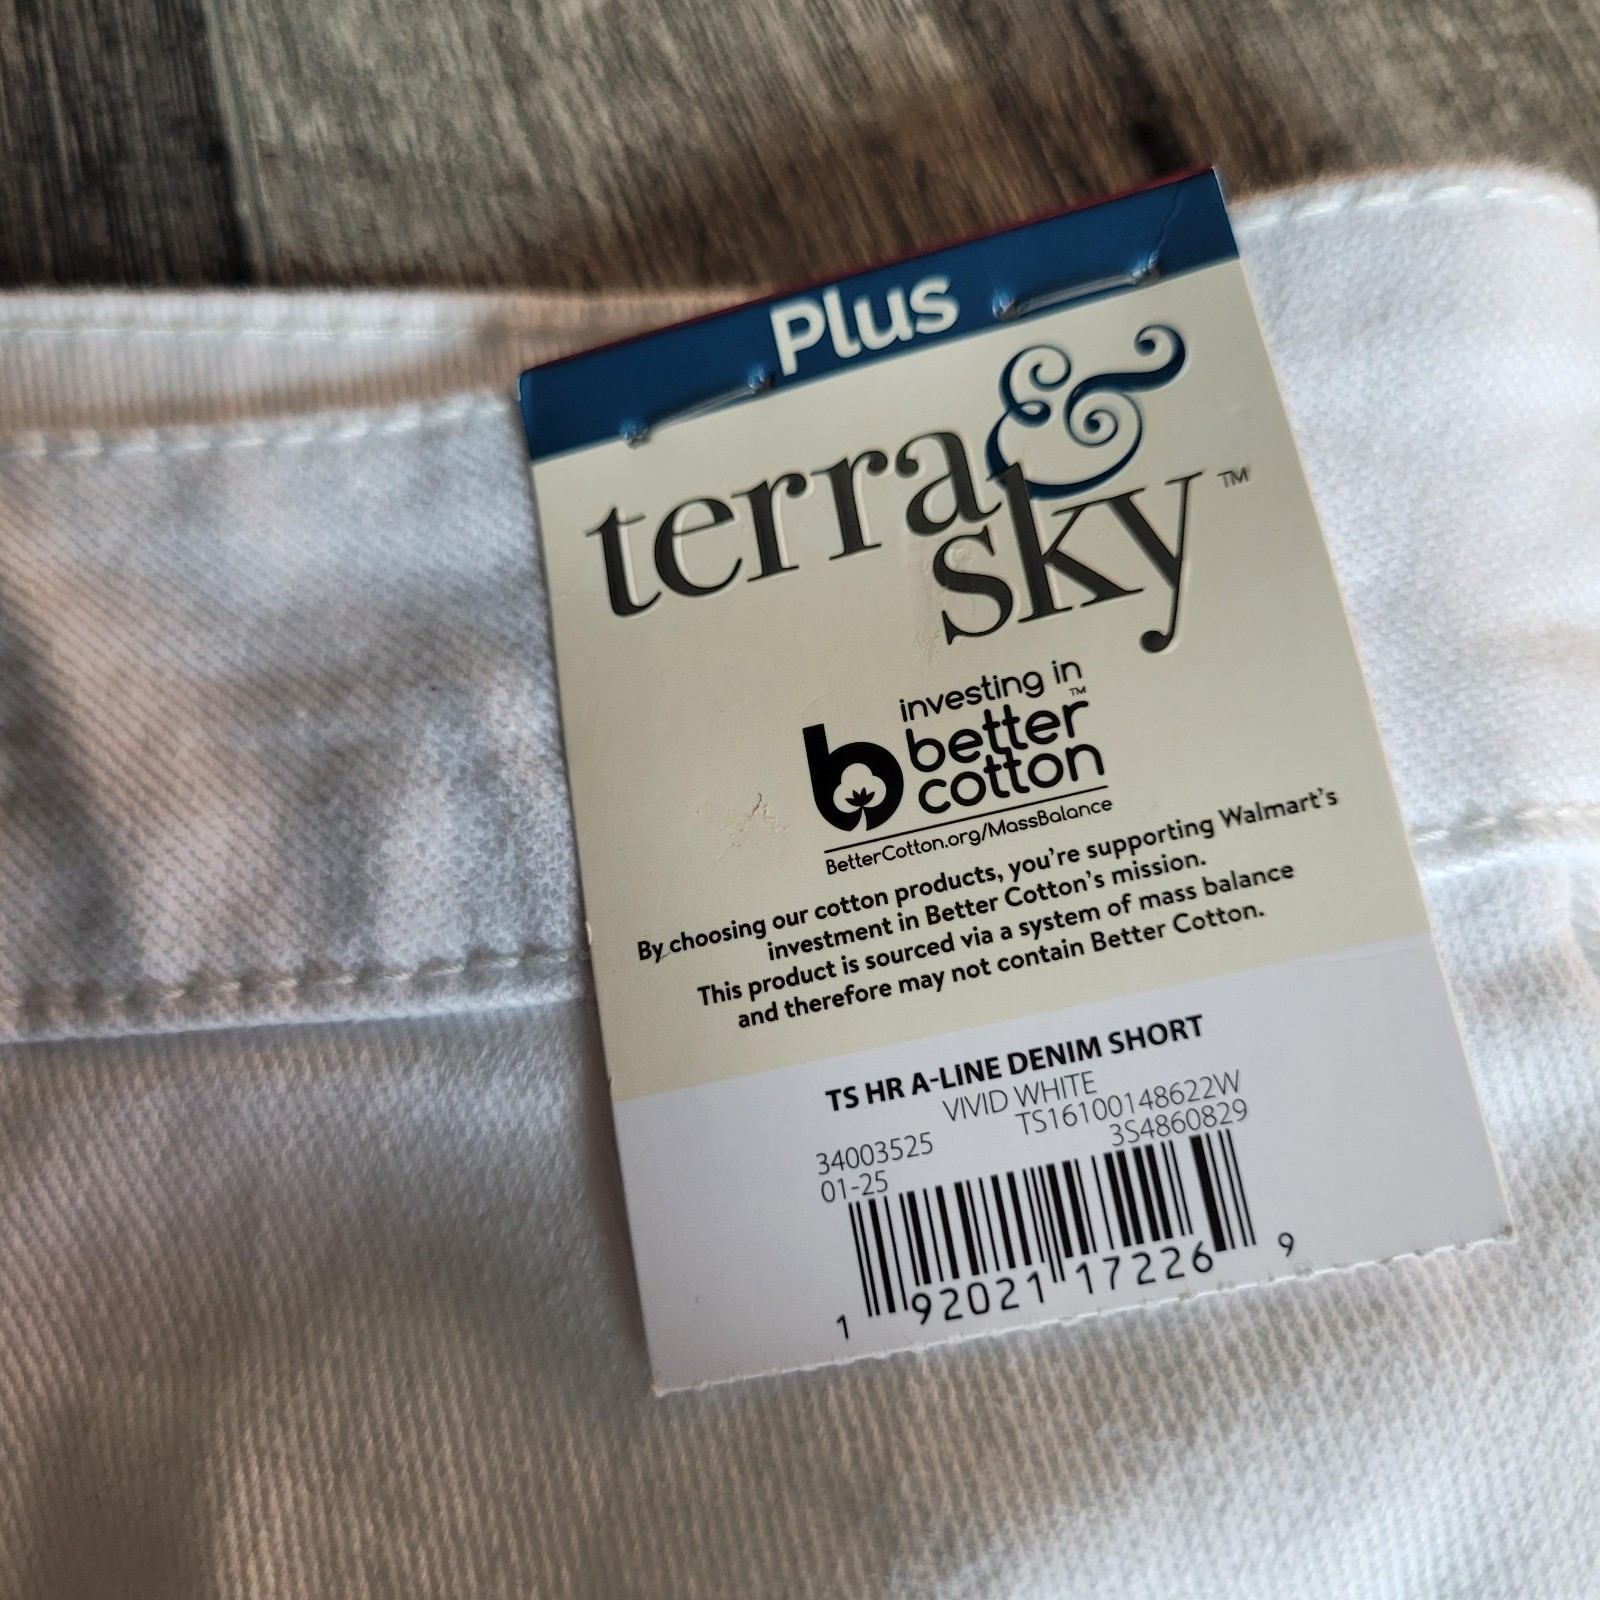 Plus
terra &
sky™
investing in
better™
cotton
BetterCotton.org/MassBalance
By choosing our cotton products, you're supporting Walmart's
investment in Better Cotton's mission.
This product is sourced via a system of mass balance
and therefore may not contain Better Cotton.
TS HR A-LINE DENIM SHORT
VIVID WHITE
TS16100148622W
34003525 3S4860829
01-25
1 92021 17226 9